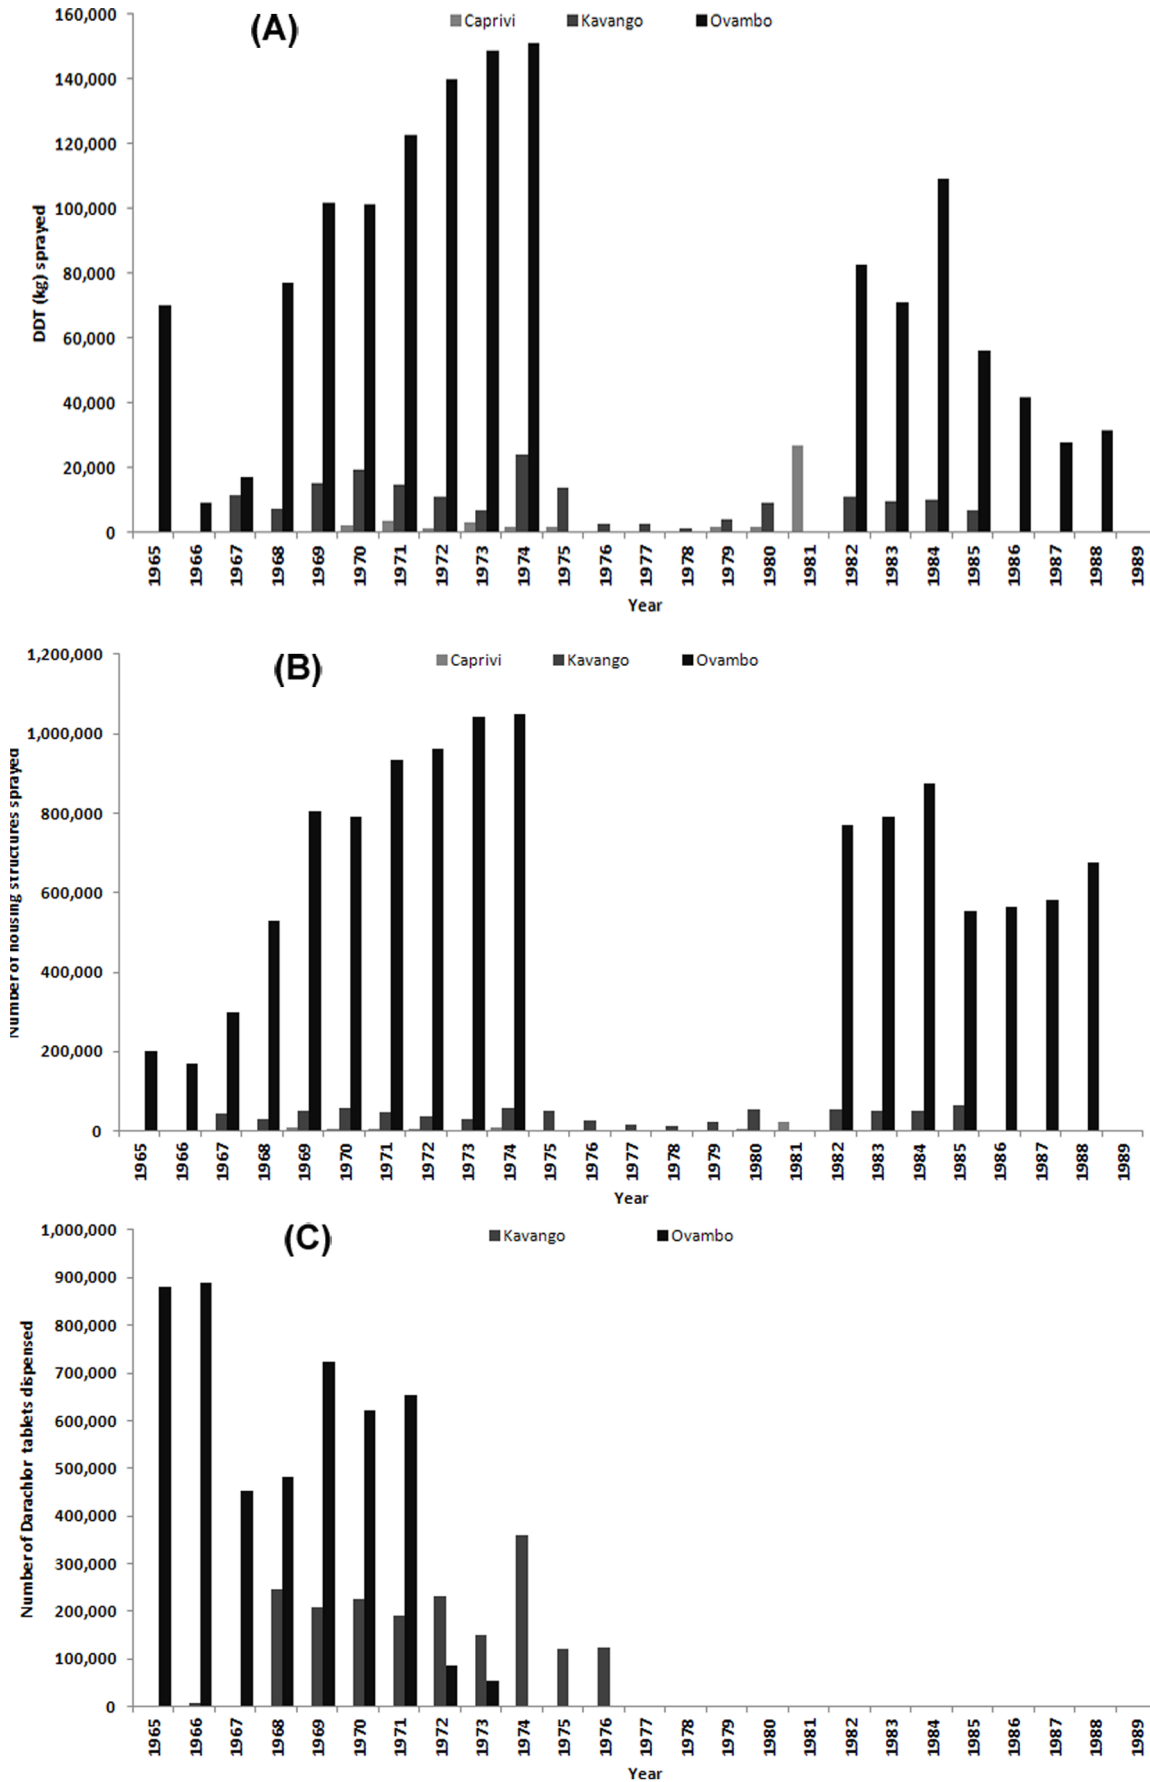 (A)
Caprivi Kavango Ovambo
160,000
140,000
120,000
100,000
80,000
60,000
40,000
20,000
0
DDT (kg) sprayed
1965 1966 1967 1968 1969 1970 1971 1972 1973 1974 1975 1976 1977 1978 1979 1980 1981 1982 1983 1984 1985 1986 1987 1988 1989
Year
(B)
Caprivi Kavango Ovambo
1,200,000
1,000,000
800,000
600,000
400,000
200,000
0
Number of housing structures sprayed
1965 1966 1967 1968 1969 1970 1971 1972 1973 1974 1975 1976 1977 1978 1979 1980 1981 1982 1983 1984 1985 1986 1987 1988 1989
Year
(C)
Kavango Ovambo
1,000,000
900,000
800,000
700,000
600,000
500,000
400,000
300,000
200,000
100,000
0
Number of Darachlor tablets dispensed
1965 1966 1967 1968 1969 1970 1971 1972 1973 1974 1975 1976 1977 1978 1979 1980 1981 1982 1983 1984 1985 1986 1987 1988 1989
Year